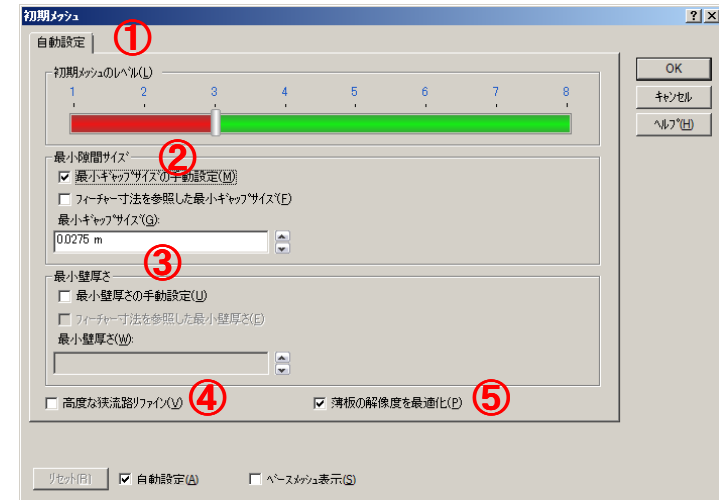 初期メッシュ
自動設定 ①
初期メッシュのレベル(L)
1 2 3 4 5 6 7 8
OK
キャンセル
ヘルプ(H)
最小隙間サイズ ②
最小ギャップサイズの手動設定(M)
フィーチャー寸法を参照した最小ギャップサイズ(F)
最小ギャップサイズ(G):
0.0275 m
③
最小壁厚さ
最小壁厚さの手動設定(U)
フィーチャー寸法を参照した最小壁厚さ(E)
最小壁厚さ(W):
高度な狭流路リファイン(V) ④ 薄板の解像度を最適化(P) ⑤
リセット(R) 自動設定(A) ベースメッシュ表示(S)